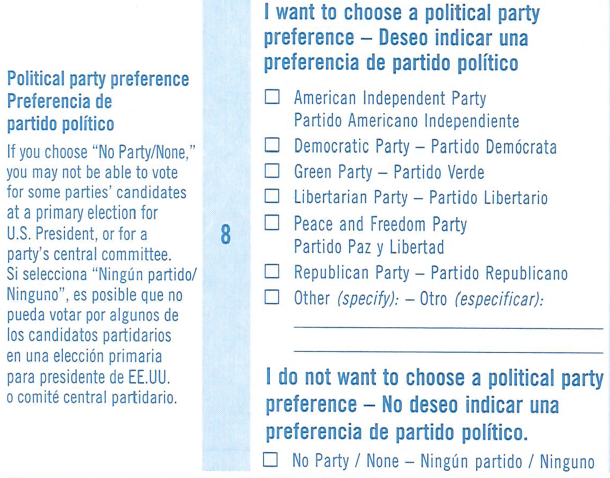 Political party preference
Preferencia de
partido político
If you choose “No Party/None,”
you may not be able to vote
for some parties’ candidates
at a primary election for
U.S. President, or for a
party’s central committee.
Si selecciona “Ningún partido/
Ninguno”, es posible que no
pueda votar por algunos de
los candidatos partidarios
en una elección primaria
para presidente de EE.UU.
o comité central partidario.
8
I want to choose a political party
preference – Deseo indicar una
preferencia de partido político
American Independent Party
Partido Americano Independiente
Democratic Party – Partido Demócrata
Green Party – Partido Verde
Libertarian Party – Partido Libertario
Peace and Freedom Party
Partido Paz y Libertad
Republican Party – Partido Republicano
Other (specify): – Otro (especificar):
I do not want to choose a political party
preference – No deseo indicar una
preferencia de partido político.
No Party / None – Ningún partido / Ninguno